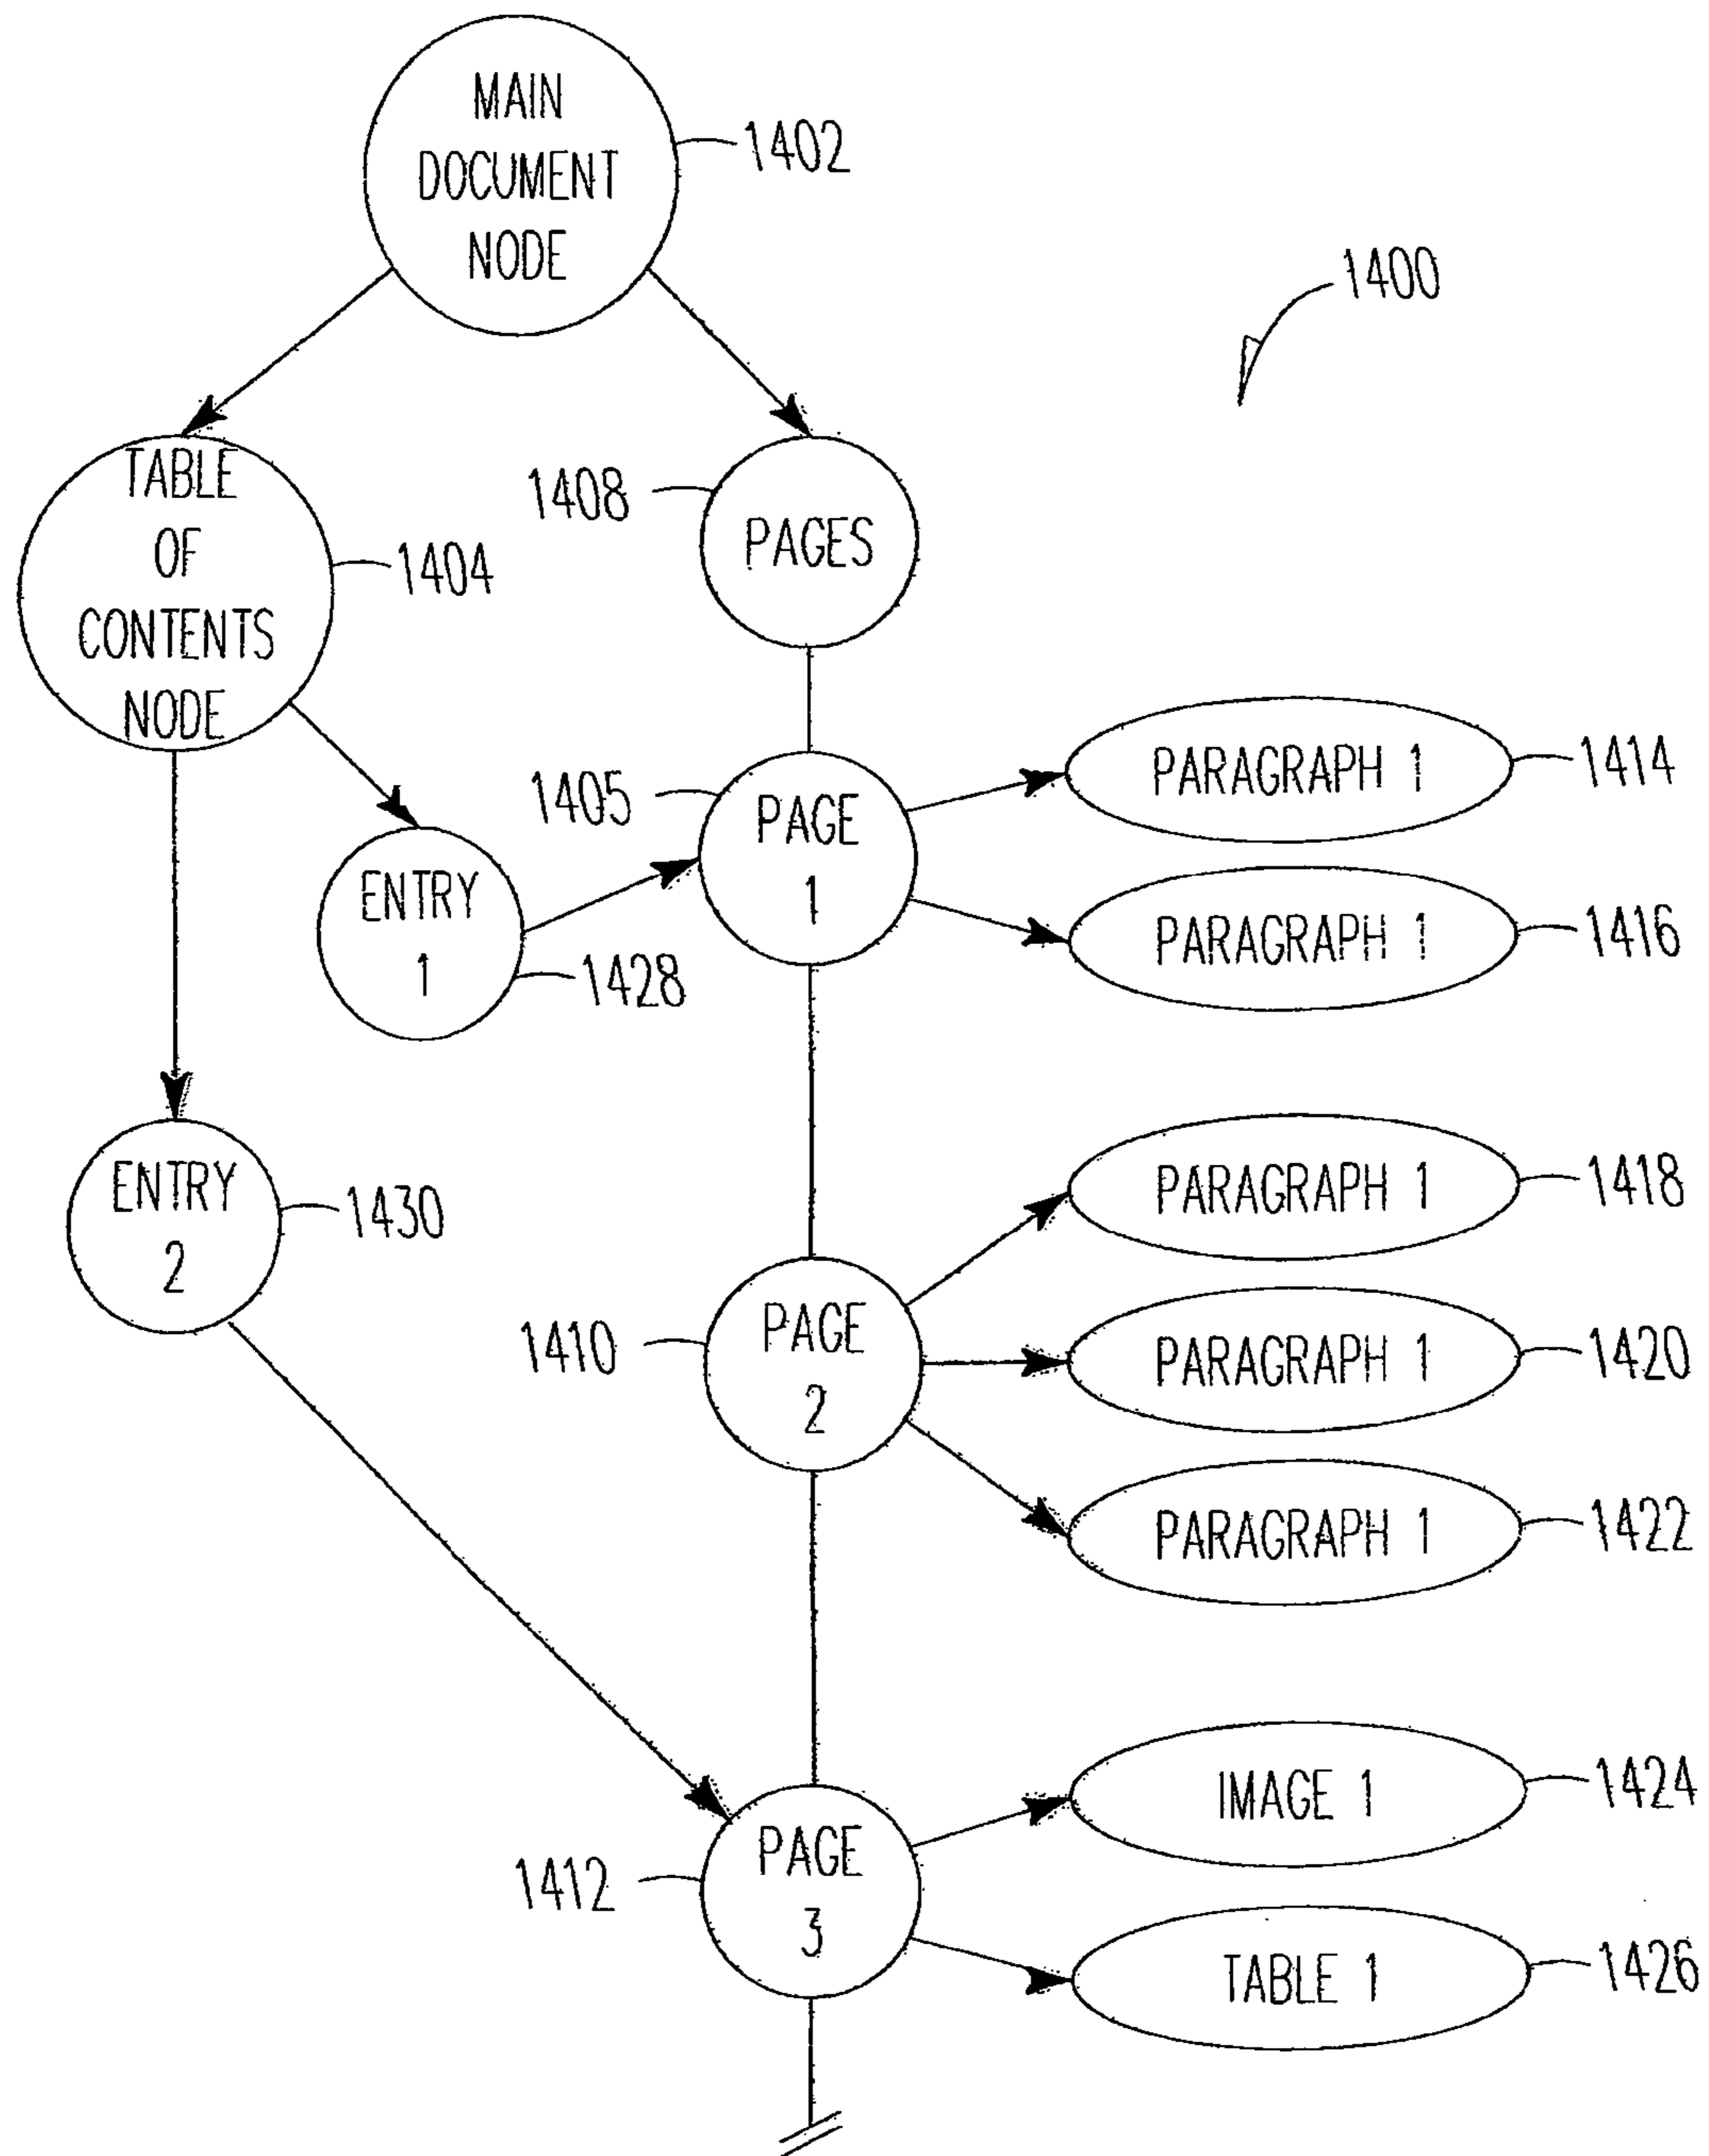 MAIN
DOCUMENT
NODE
1402
1400
TABLE
OF
CONTENTS
NODE
1404
1408
PAGES
1405
PAGE
1
PARAGRAPH 1
1414
PARAGRAPH 1
1416
ENTRY
1
1428
ENTRY
2
1430
1410
PAGE
2
PARAGRAPH 1
1418
PARAGRAPH 1
1420
PARAGRAPH 1
1422
1412
PAGE
3
IMAGE 1
1424
TABLE 1
1426